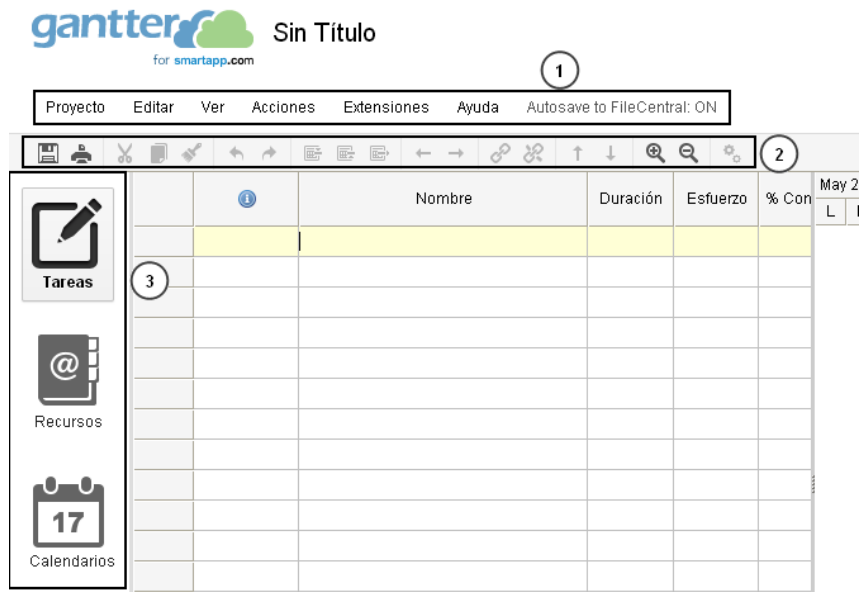 gantter Sin Título
for smartapp.com
1
Proyecto Editar Ver Acciones Extensiones Ayuda Autosave to FileCentral: ON
2
Nombre Duración Esfuerzo % Con May 2
L
Tareas
3
@
Recursos
17
Calendarios